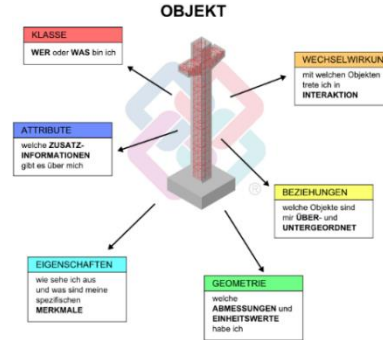 OBJEKT
KLASSE
WER oder WAS bin ich
WECHSELWIRKUN
mit welchen Objekten
trete ich in
INTERAKTION
ATTRIBUTE
welche ZUSATZ-
INFORMATIONEN
gibt es über mich
BEZIEHUNGEN
welche Objekte sind
mir ÜBER- und
UNTERGEORDNET
EIGENSCHAFTEN
wie sehe ich aus
und was sind meine
spezifischen
MERKMALE
GEOMETRIE
welche
ABMESSUNGEN und
EINHEITSWERTE
habe ich
®